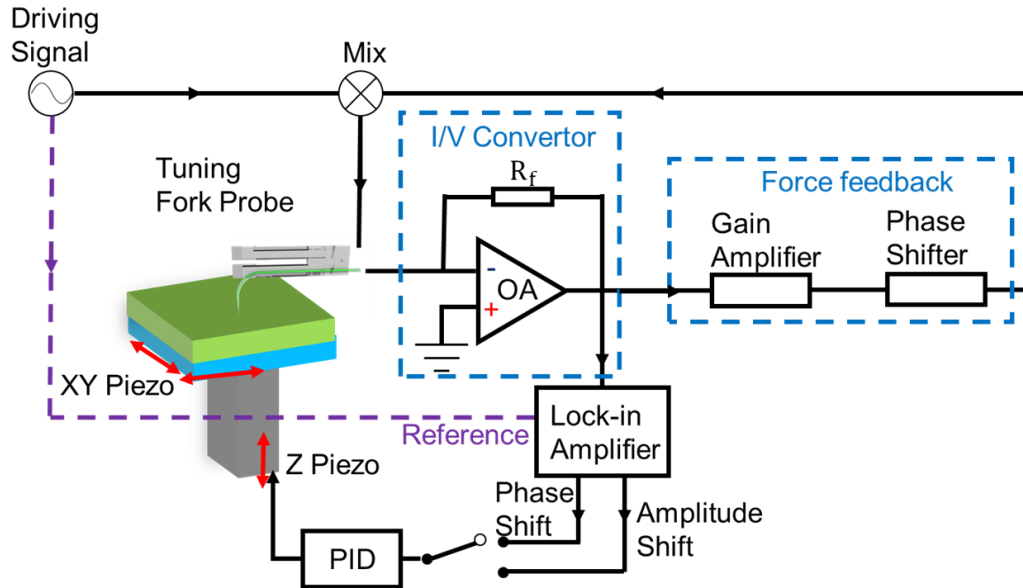 Driving
Signal
Mix
I/V Convertor
Tuning
Fork Probe
R_f
Force feedback
Gain
Amplifier
Phase
Shifter
-
OA
+
XY Piezo
Reference
Lock-in
Amplifier
Z Piezo
Phase
Shift
Amplitude
Shift
PID